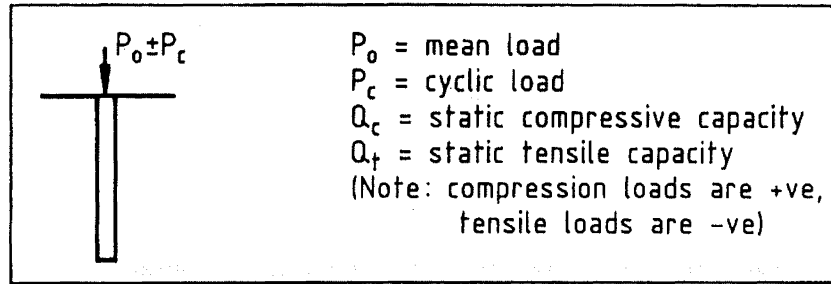 P₀±P꜀
P₀ = mean load
P꜀ = cyclic load
Q꜀ = static compressive capacity
Qₜ = static tensile capacity
(Note: compression loads are +ve,
tensile loads are -ve)